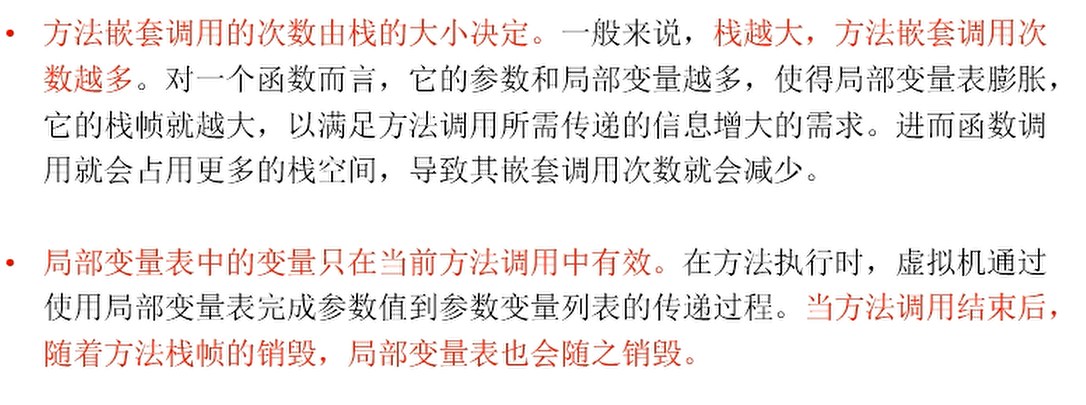 • 方法嵌套调用的次数由栈的大小决定。一般来说，栈越大，方法嵌套调用次
数越多。对一个函数而言，它的参数和局部变量越多，使得局部变量表膨胀，
它的栈帧就越大，以满足方法调用所需传递的信息增大的需求。进而函数调
用就会占用更多的栈空间，导致其嵌套调用次数就会减少。
• 局部变量表中的变量只在当前方法调用中有效。在方法执行时，虚拟机通过
使用局部变量表完成参数值到参数变量列表的传递过程。当方法调用结束后，
随着方法栈帧的销毁，局部变量表也会随之销毁。